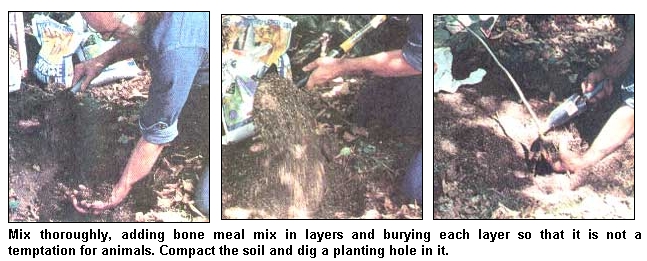 Mix thoroughly, adding bone meal mix in layers and burying each layer so that it is not a
temptation for animals. Compact the soil and dig a planting hole in it.